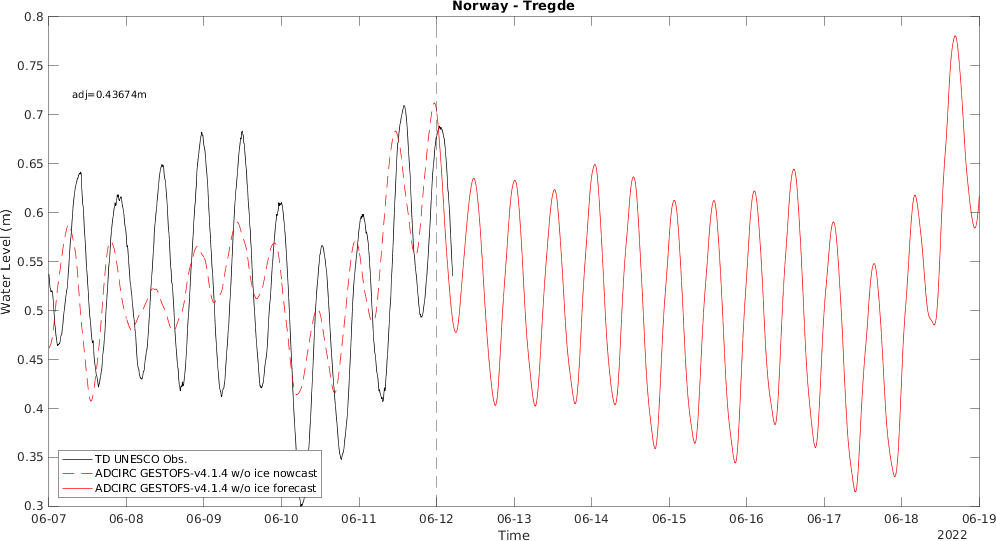 Norway - Tregde
0.8
0.75
0.7
0.65
0.6
0.55
0.5
0.45
0.4
0.35
0.3
Water Level (m)
adj=0.43674m
TD UNESCO Obs.
ADCIRC GESTOFS-v4.1.4 w/o ice nowcast
ADCIRC GESTOFS-v4.1.4 w/o ice forecast
06-07 06-08 06-09 06-10 06-11 06-12 06-13 06-14 06-15 06-16 06-17 06-18 06-19
Time
2022